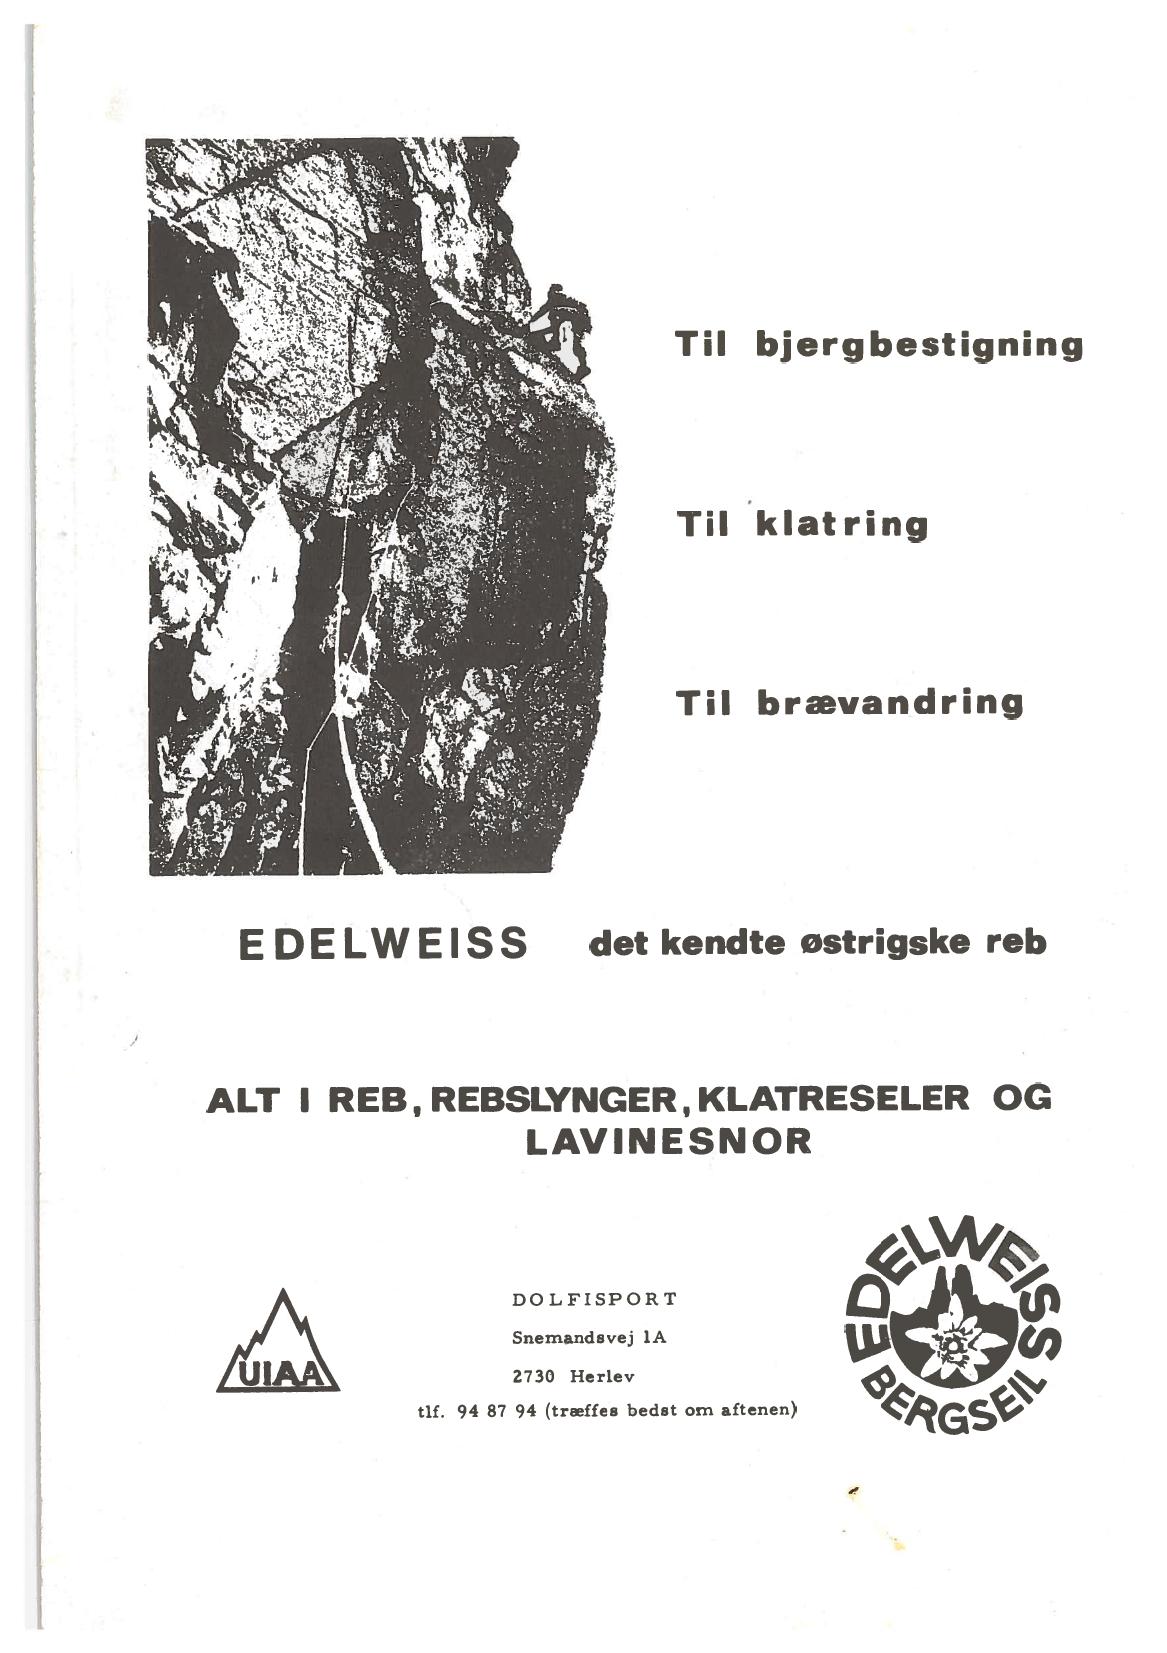 Til bjergbestigning
Til klatring
Til brævandring
EDELWEISS det kendte østrigske reb
ALT I REB, REBSLYNGER, KLATRESELER OG
LAVINESNOR
UIAA
DOLFISPORT
Snemandsvej 1A
2730 Herlev
tlf. 94 87 94 (træffes bedst om aftenen)
EDELWEISS
BERGSEIL